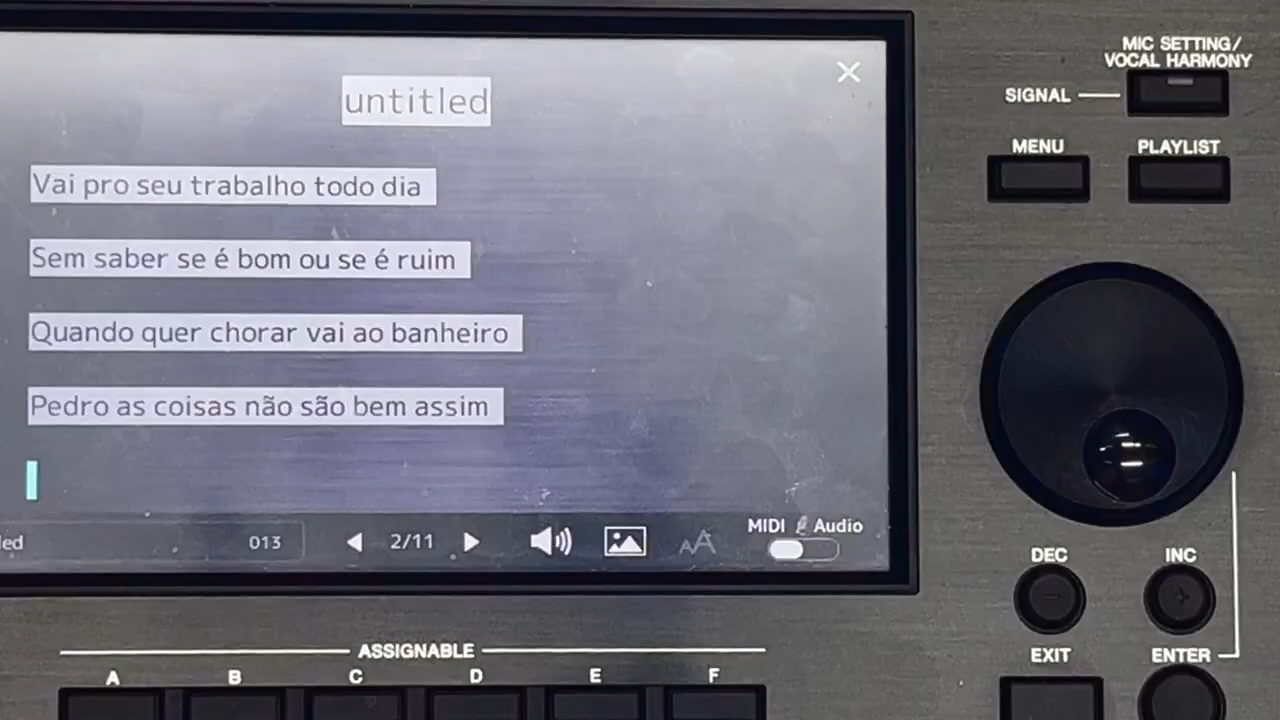 MIC SETTING/
VOCAL HARMONY
SIGNAL
MENU
PLAYLIST
untitled
Vai pro seu trabalho todo dia
Sem saber se é bom ou se é ruim
Quando quer chorar vai ao banheiro
Pedro as coisas não são bem assim
led
013
2/11
AA
MIDI
Audio
DEC
INC
EXIT
ENTER
ASSIGNABLE
A
B
C
D
E
F